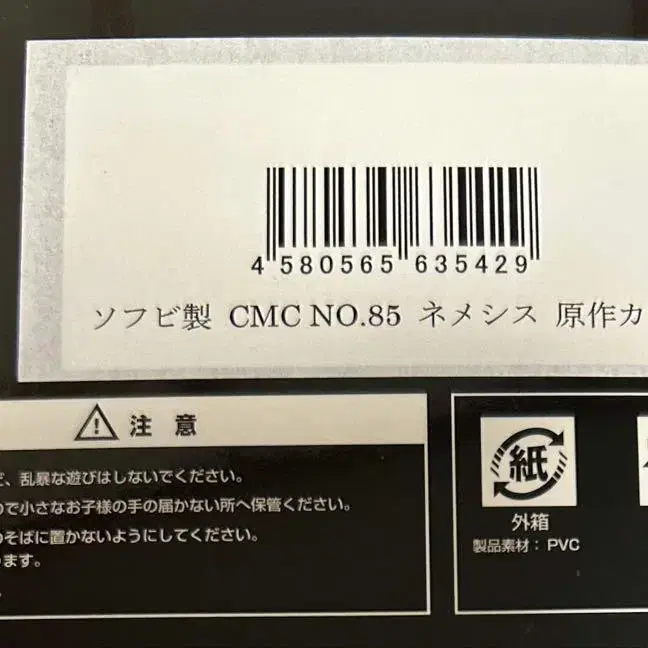 4 580565 635429
ソフビ製 CMC NO.85 ネメシス 原作カ
注 意
、乱暴な遊びはしないでください。
ので小さなお子様の手の届かない所へ保管ください。
のそばに置かないようにしてください。
ります。
紙
外箱
製品素材：PVC